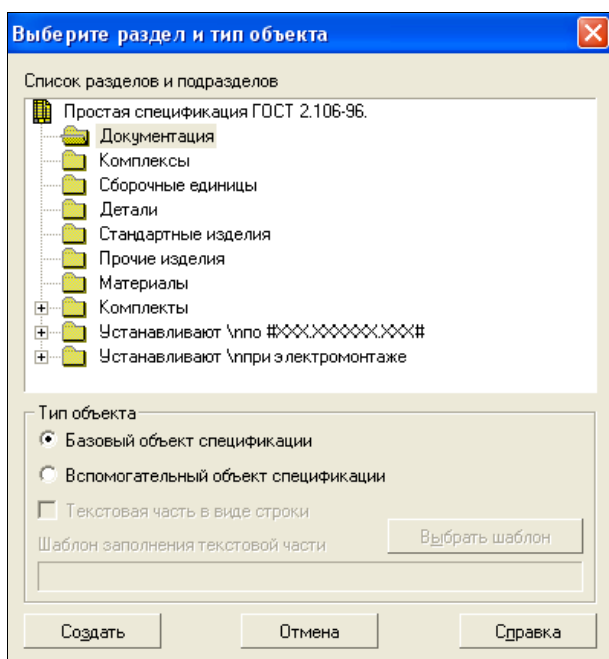 Выберите раздел и тип объекта
Список разделов и подразделов
Простая спецификация ГОСТ 2.106-96.
Документация
Комплексы
Сборочные единицы
Детали
Стандартные изделия
Прочие изделия
Материалы
Комплекты
Устанавливают \nпо #XXX.XXXXXX.XXX#
Устанавливают \nпри электромонтаже
Тип объекта
Базовый объект спецификации
Вспомогательный объект спецификации
Текстовая часть в виде строки
Шаблон заполнения текстовой части
Выбрать шаблон
Создать Отмена Справка